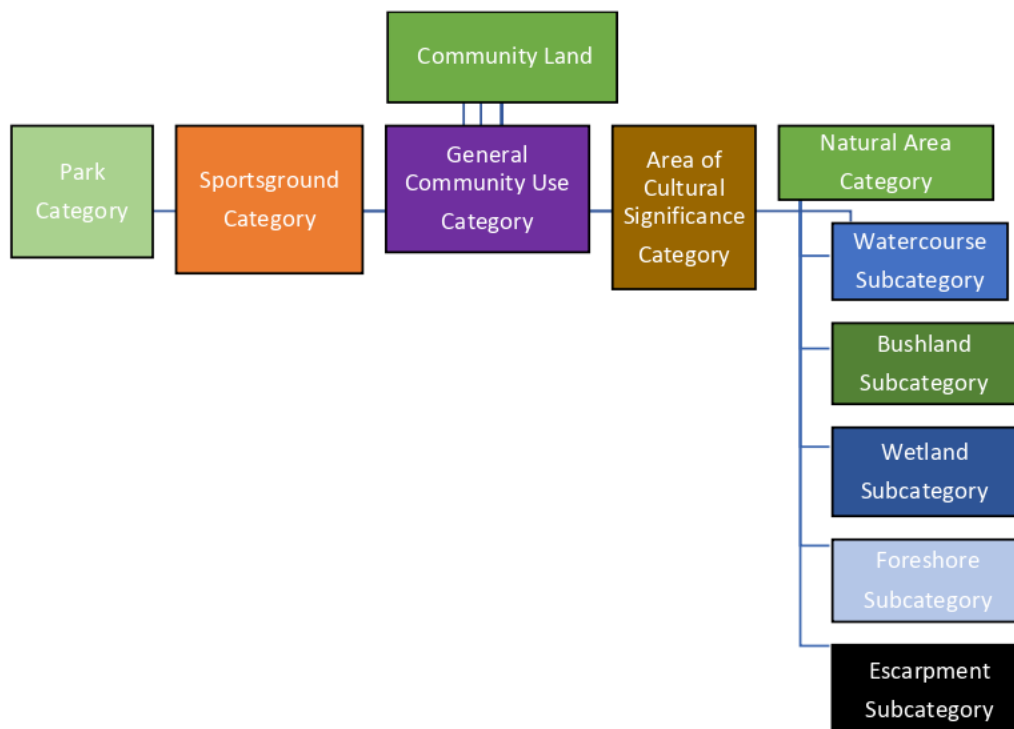 Community Land
Park
Category
Sportsground
Category
General
Community Use
Category
Area of
Cultural
Significance
Category
Natural Area
Category
Watercourse
Subcategory
Bushland
Subcategory
Wetland
Subcategory
Foreshore
Subcategory
Escarpment
Subcategory